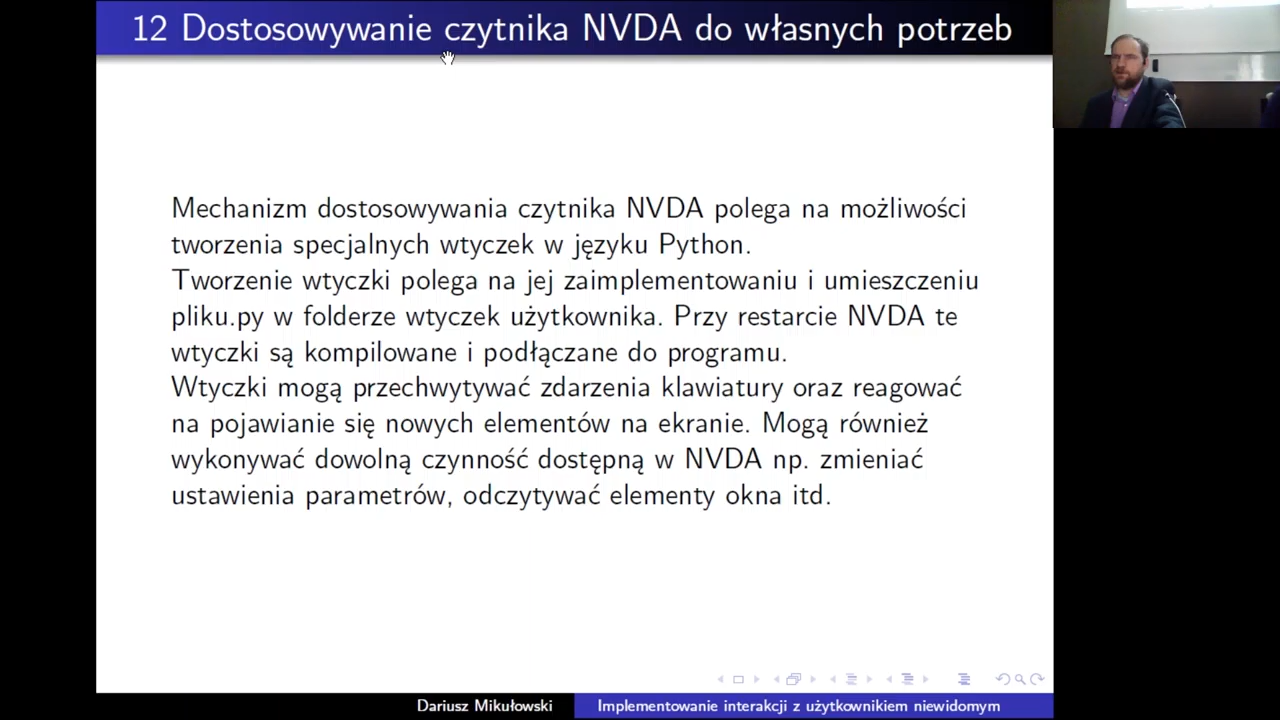 12 Dostosowywanie czytnika NVDA do własnych potrzeb
Mechanizm dostosowywania czytnika NVDA polega na możliwości
tworzenia specjalnych wtyczek w języku Python.
Tworzenie wtyczki polega na jej zaimplementowaniu i umieszczeniu
pliku.py w folderze wtyczek użytkownika. Przy restarcie NVDA te
wtyczki są kompilowane i podłączane do programu.
Wtyczki mogą przechwytywać zdarzenia klawiatury oraz reagować
na pojawianie się nowych elementów na ekranie. Mogą również
wykonywać dowolną czynność dostępną w NVDA np. zmieniać
ustawienia parametrów, odczytywać elementy okna itd.
Dariusz Mikułowski
Implementowanie interakcji z użytkownikiem niewidomym